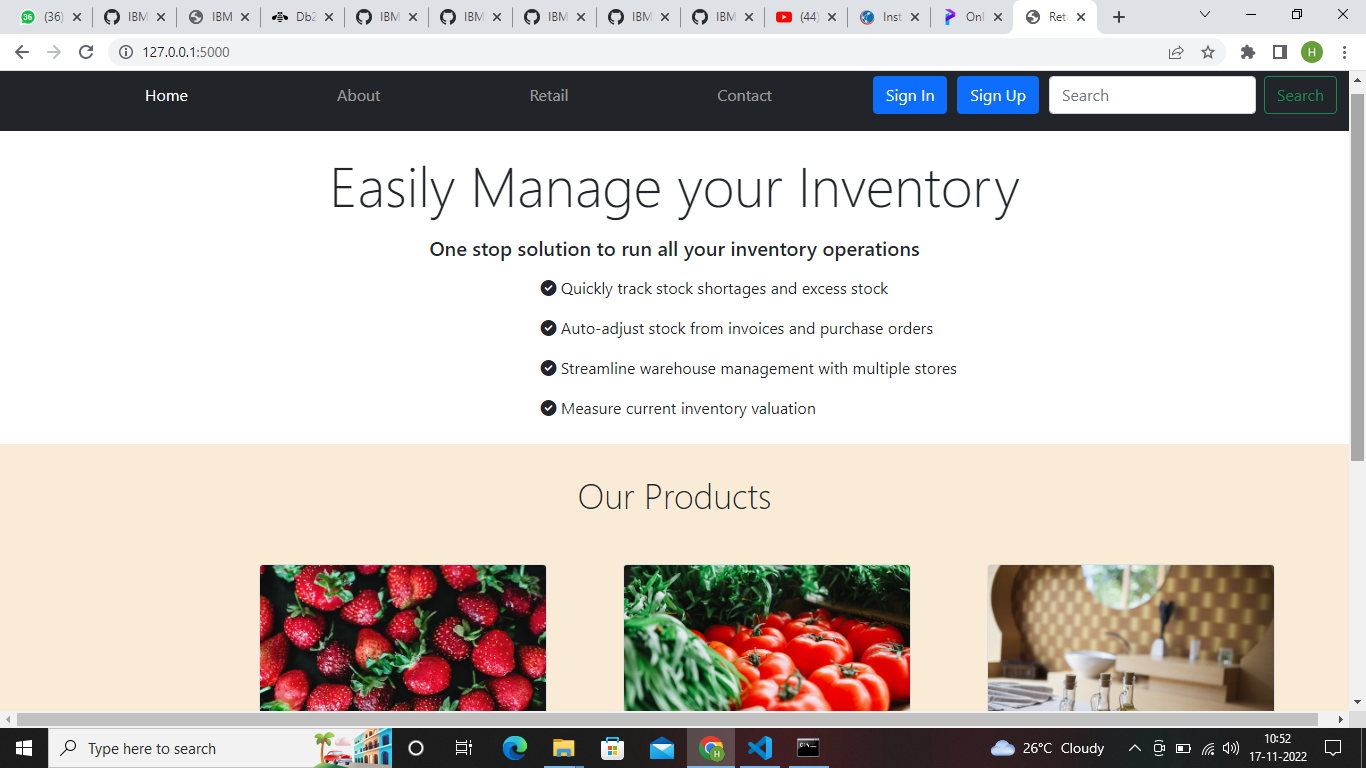 36 (36) IBM IBM Db2 IBM IBM IBM IBM IBM (44) Inst Onl Ret
127.0.0.1:5000 H
Home About Retail Contact Sign In Sign Up Search Search
Easily Manage your Inventory
One stop solution to run all your inventory operations
Quickly track stock shortages and excess stock
Auto-adjust stock from invoices and purchase orders
Streamline warehouse management with multiple stores
Measure current inventory valuation
Our Products
Type here to search 26°C Cloudy 10:52
17-11-2022